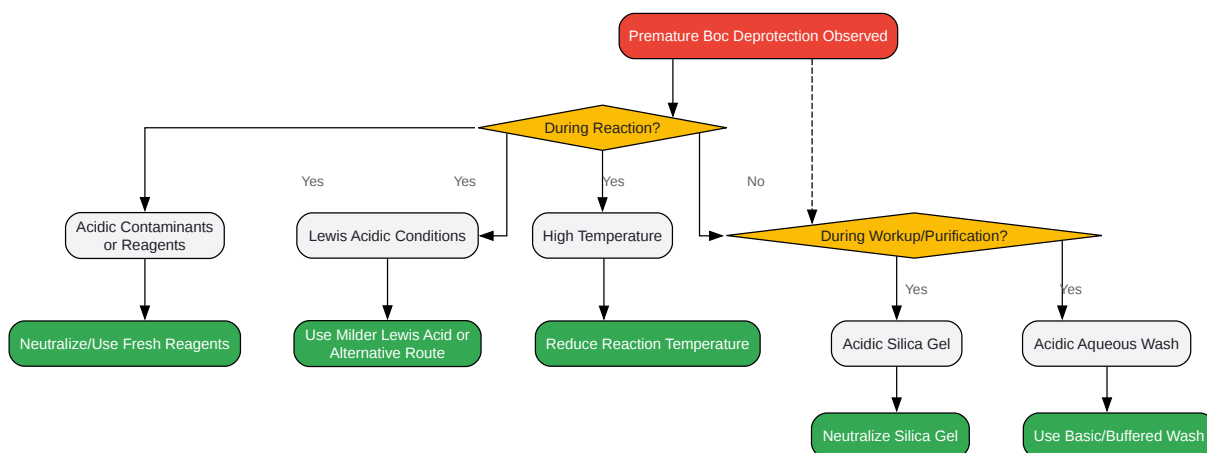 Premature Boc Deprotection Observed
During Reaction?
Yes
Yes
Yes
No
Acidic Contaminants
or Reagents
Lewis Acidic Conditions
High Temperature
During Workup/Purification?
Yes
Yes
Neutralize/Use Fresh Reagents
Use Milder Lewis Acid or
Alternative Route
Reduce Reaction Temperature
Acidic Silica Gel
Acidic Aqueous Wash
Neutralize Silica Gel
Use Basic/Buffered Wash